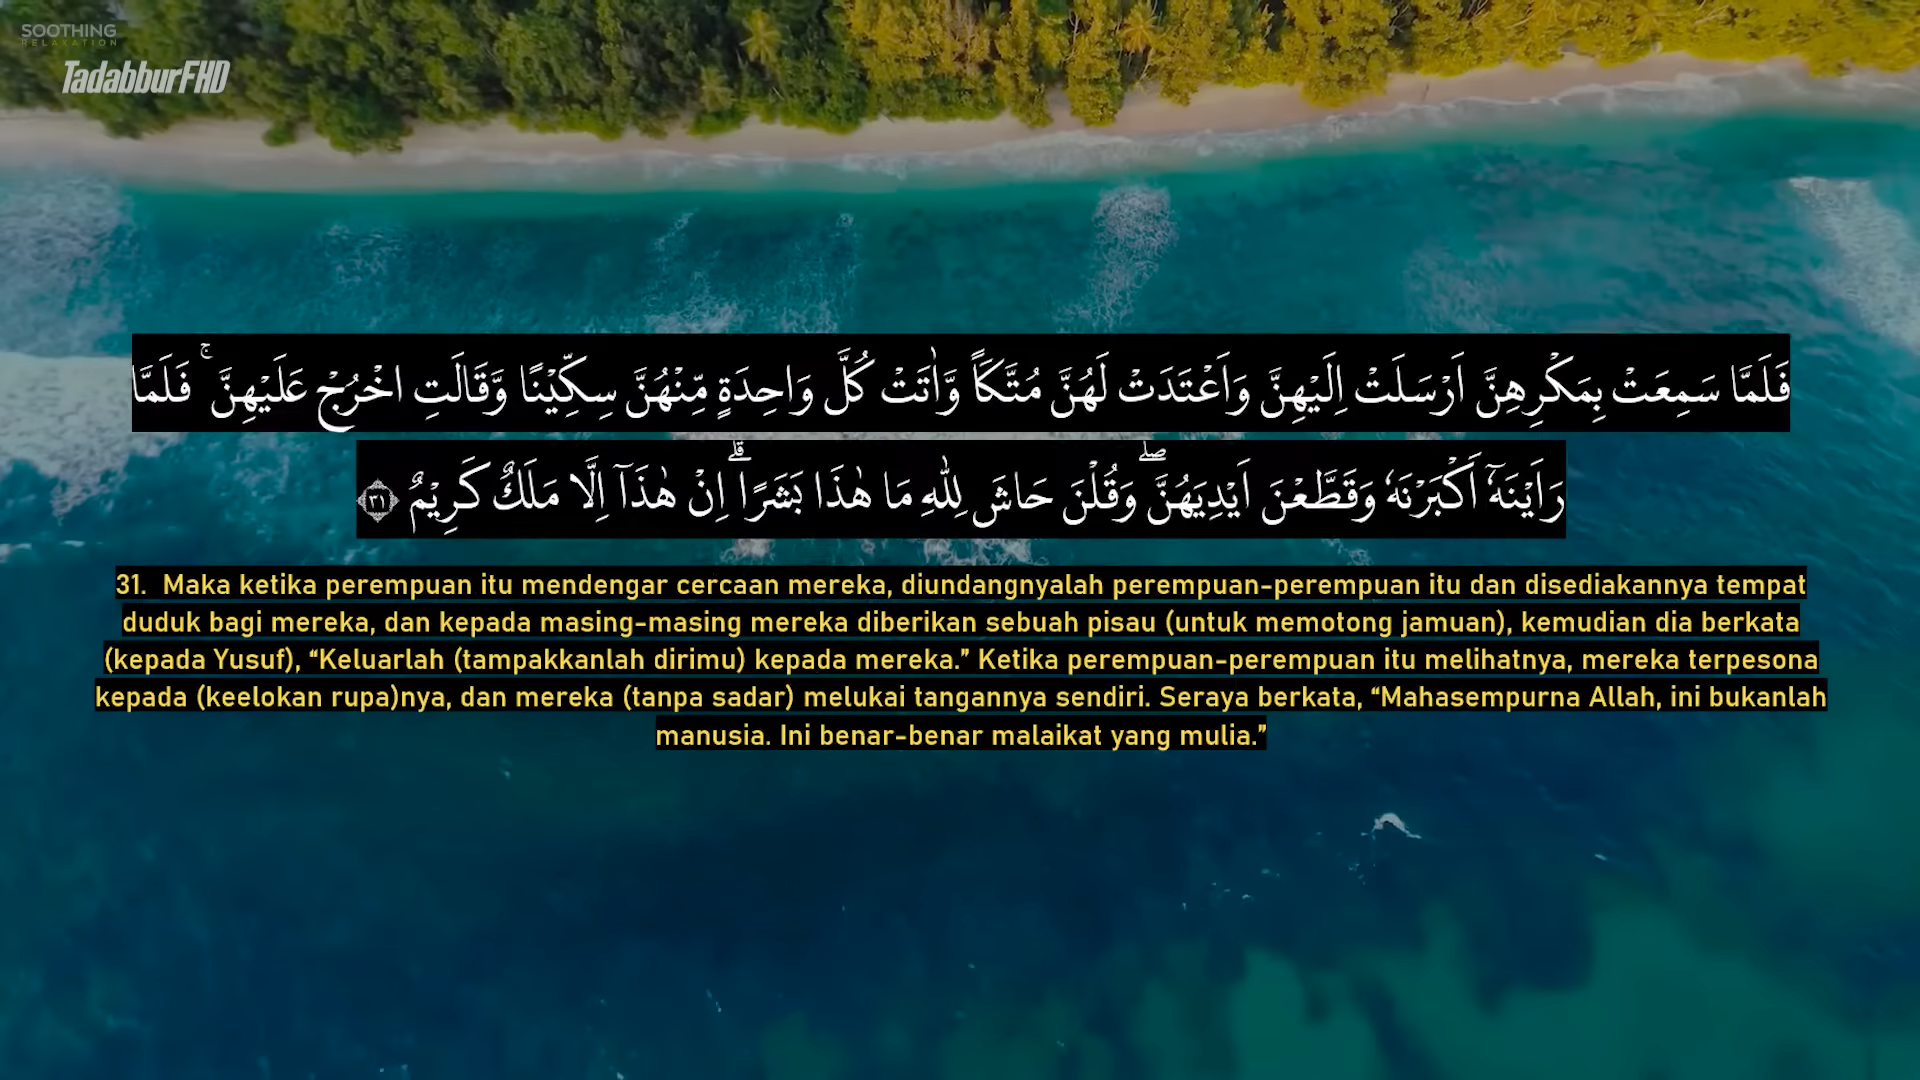 SOOTHING
RELAXATION
TadabburFHD
فَلَمَّا سَمِعَتْ بِمَكْرِهِنَّ اَرْسَلَتْ اِلَيْهِنَّ وَاَعْتَدَتْ لَهُنَّ مُتَّكَاً وَّاٰتَتْ كُلَّ وَاحِدَةٍ مِّنْهُنَّ سِكِّيْنًا وَّقَالَتِ اخْرُجْ عَلَيْهِنَّ ۚ فَلَمَّا
رَاَيْنَهٗٓ اَكْبَرْنَهٗ وَقَطَّعْنَ اَيْدِيَهُنَّۖ وَقُلْنَ حَاشَ لِلّٰهِ مَا هٰذَا بَشَرًاۗ اِنْ هٰذَآ اِلَّا مَلَكٌ كَرِيْمٌ ٣١
31.  Maka ketika perempuan itu mendengar cercaan mereka, diundangnyalah perempuan-perempuan itu dan disediakannya tempat
duduk bagi mereka, dan kepada masing-masing mereka diberikan sebuah pisau (untuk memotong jamuan), kemudian dia berkata
(kepada Yusuf), “Keluarlah (tampakkanlah dirimu) kepada mereka.” Ketika perempuan-perempuan itu melihatnya, mereka terpesona
kepada (keelokan rupa)nya, dan mereka (tanpa sadar) melukai tangannya sendiri. Seraya berkata, “Mahasempurna Allah, ini bukanlah
manusia. Ini benar-benar malaikat yang mulia.”